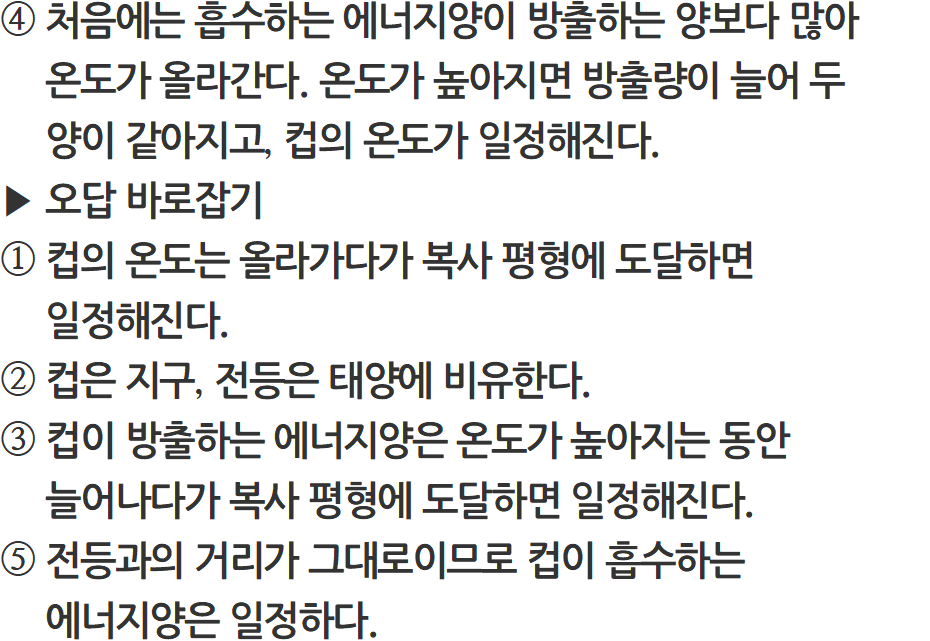 ④ 처음에는 흡수하는 에너지양이 방출하는 양보다 많아
온도가 올라간다. 온도가 높아지면 방출량이 늘어 두
양이 같아지고, 컵의 온도가 일정해진다.
▶ 오답 바로잡기
① 컵의 온도는 올라가다가 복사 평형에 도달하면
일정해진다.
② 컵은 지구, 전등은 태양에 비유한다.
③ 컵이 방출하는 에너지양은 온도가 높아지는 동안
늘어나다가 복사 평형에 도달하면 일정해진다.
⑤ 전등과의 거리가 그대로이므로 컵이 흡수하는
에너지양은 일정하다.